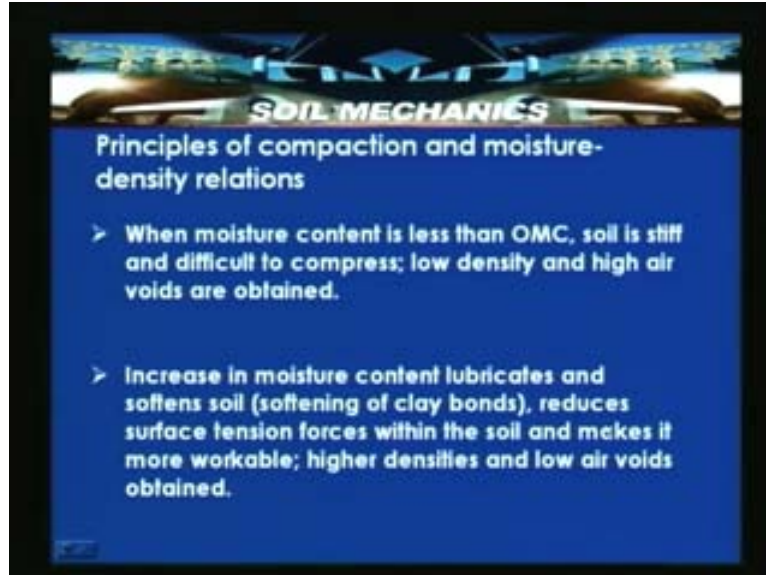 SOIL MECHANICS
Principles of compaction and moisture-
density relations
➢ When moisture content is less than OMC, soil is stiff
and difficult to compress; low density and high air
voids are obtained.
➢ Increase in moisture content lubricates and
softens soil (softening of clay bonds), reduces
surface tension forces within the soil and makes it
more workable; higher densities and low air voids
obtained.